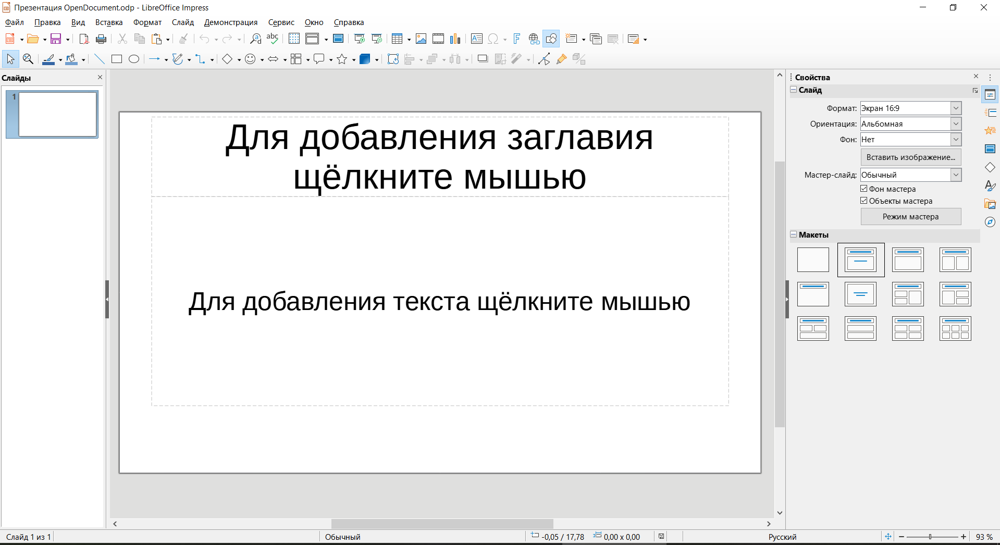 Презентация OpenDocument.odp - LibreOffice Impress
Файл Правка Вид Вставка Формат Слайд Демонстрация Сервис Окно Справка
Слайды
1
Для добавления заглавия
щёлкните мышью
Для добавления текста щёлкните мышью
Свойства
Слайд
Формат: Экран 16:9
Ориентация: Альбомная
Фон: Нет
Вставить изображение...
Мастер-слайд: Обычный
Фон мастера
Объекты мастера
Режим мастера
Макеты
Слайд 1 из 1 Обычный -0,05 / 17,78 0,00 x 0,00 Русский 93 %